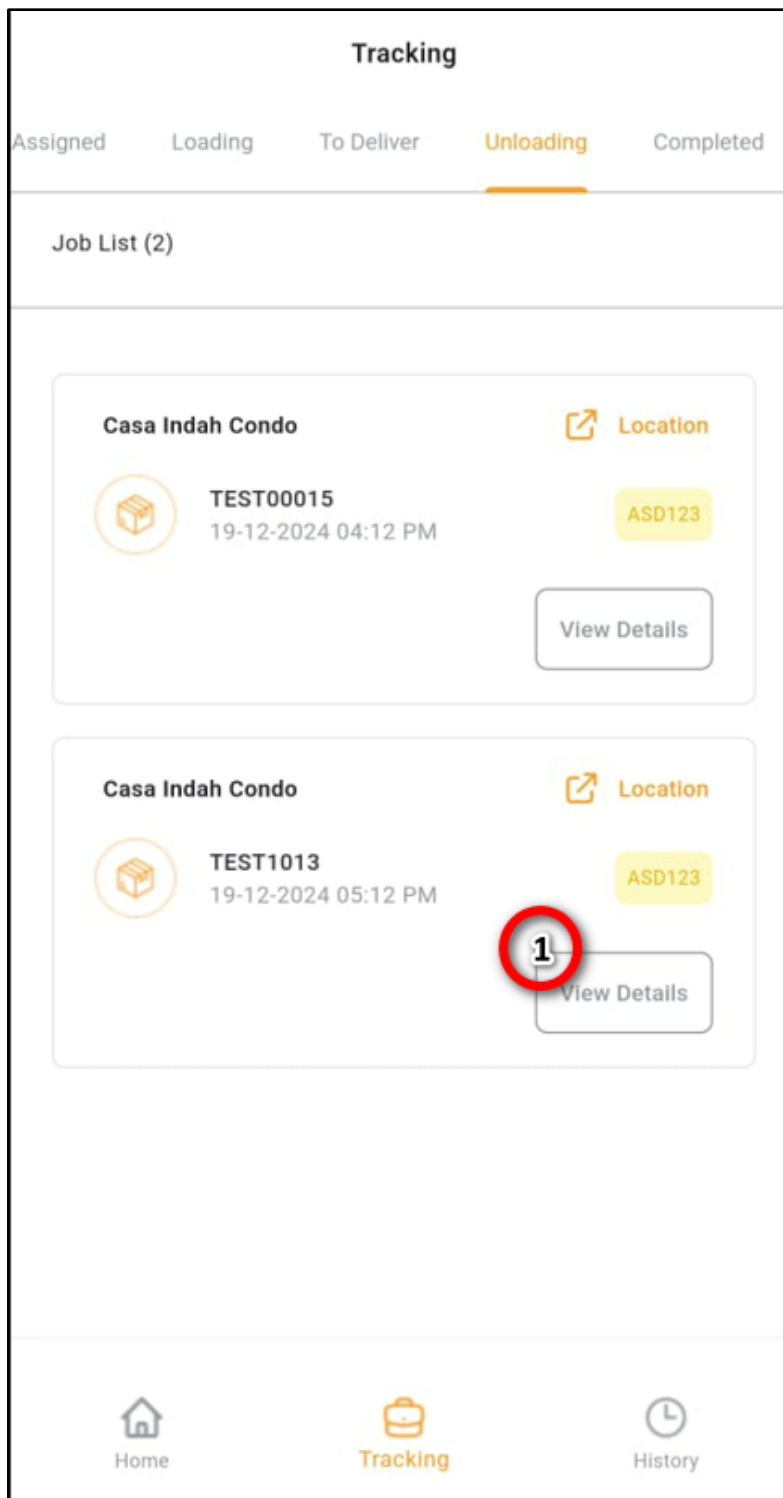 Tracking
Assigned Loading To Deliver Unloading Completed
Job List (2)
Casa Indah Condo Location
TEST00015 ASD123
19-12-2024 04:12 PM
View Details
Casa Indah Condo Location
TEST1013 ASD123
19-12-2024 05:12 PM
1
View Details
Home Tracking History